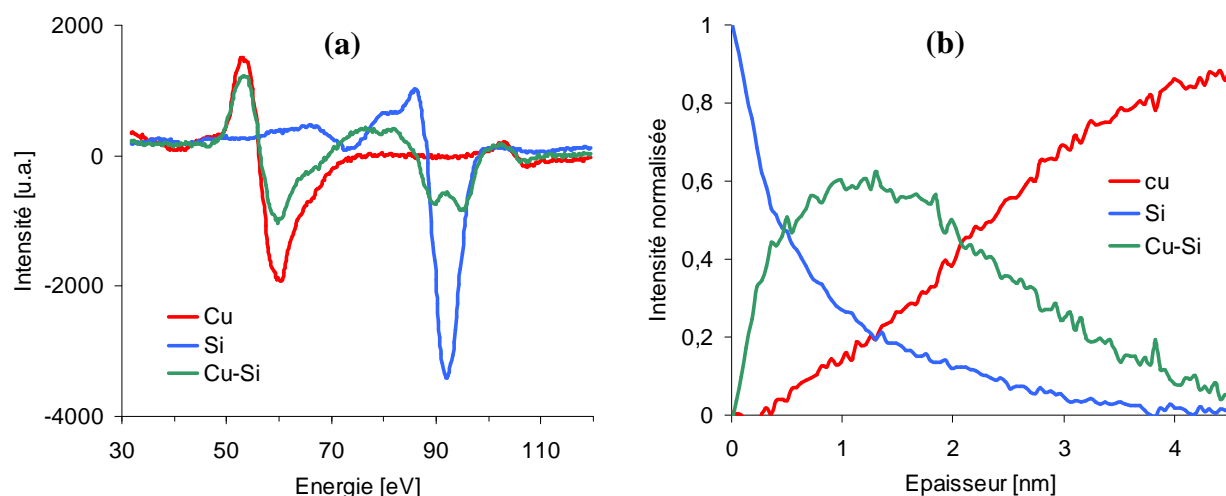 (a)
Intensité [u.a.]
2000
0
-2000
-4000
30
50
70
90
110
Energie [eV]
Cu
Si
Cu-Si
(b)
Intensité normalisée
1
0,8
0,6
0,4
0,2
0
0
1
2
3
4
Epaisseur [nm]
cu
Si
Cu-Si